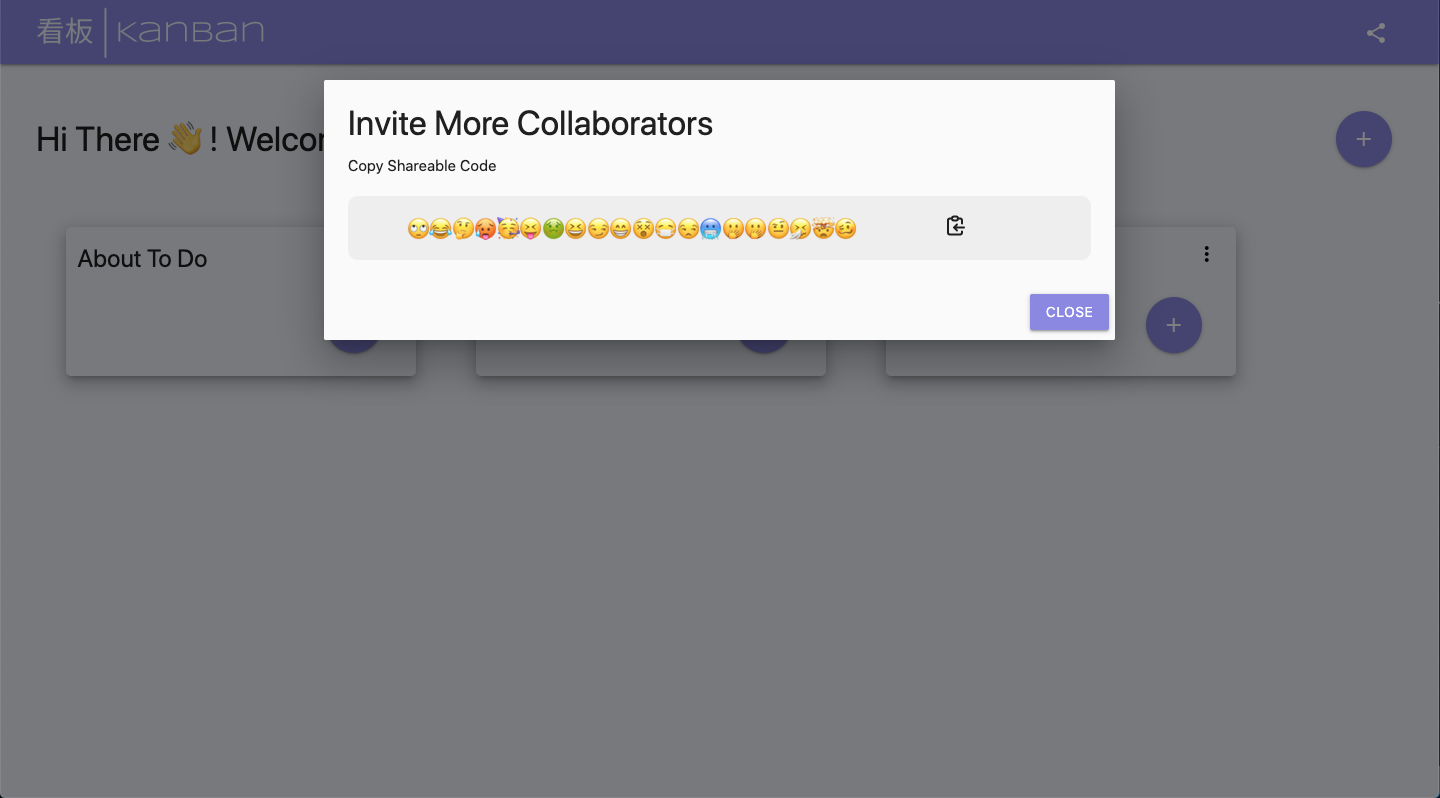 看板 | KanBan
Hi There 👋 ! Welco
Invite More Collaborators
Copy Shareable Code
🙄😂🤔🥵🥳😝🤢😆😏😁😵😷😒🥶🤭🤭🤨🤧🤯🥴
CLOSE
About To Do